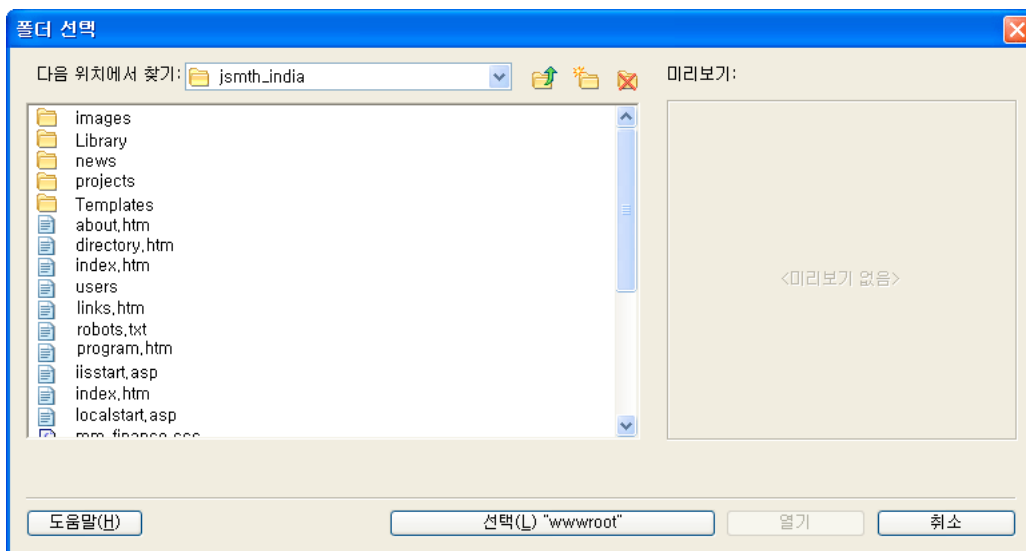 폴더 선택
다음 위치에서 찾기: jsmth_india
미리보기:
images
Library
news
projects
Templates
about,htm
directory,htm
index,htm
users
links,htm
robots,txt
program,htm
iisstart,asp
index,htm
localstart,asp
mm_finance,css
<미리보기 없음>
도움말(H) 선택(L) "wwwroot" 열기 취소